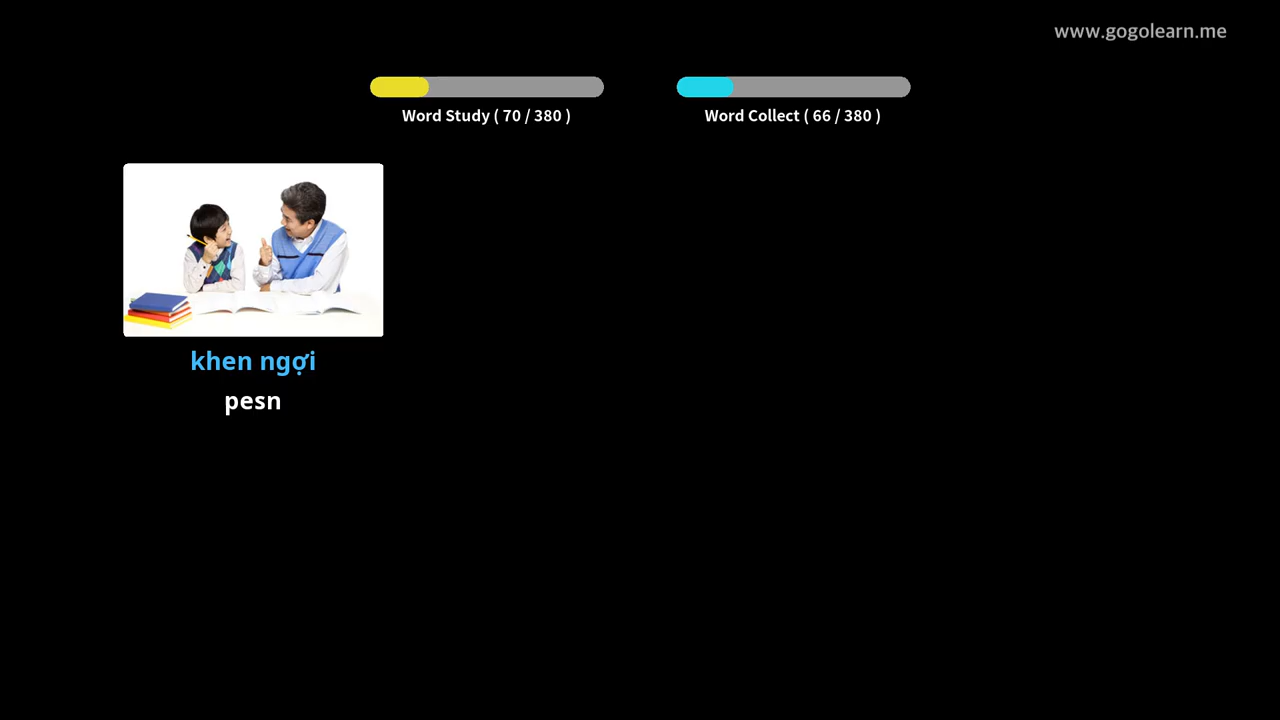 www.gogolearn.me
Word Study ( 70 / 380 )
Word Collect ( 66 / 380 )
khen ngợi
pesn